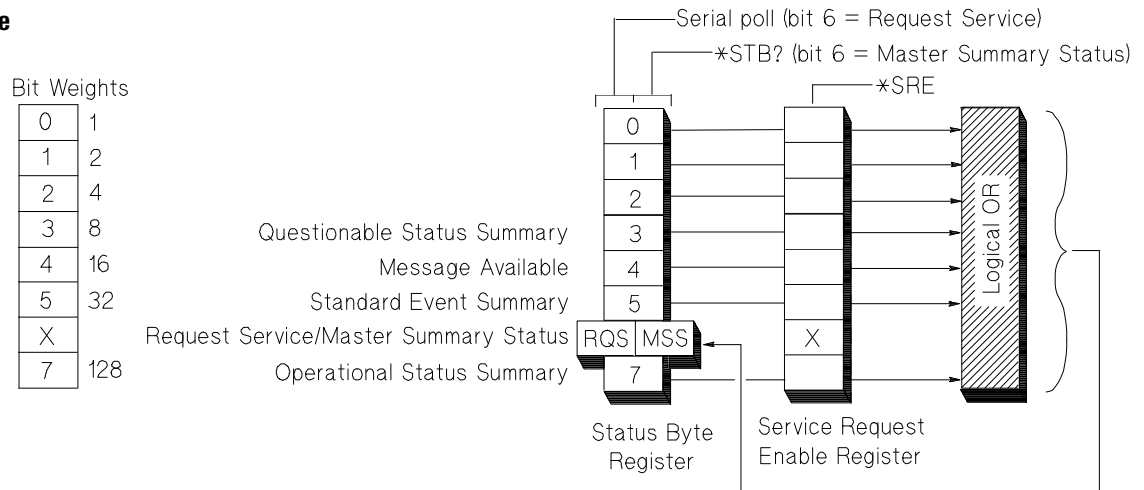 e
Serial poll (bit 6 = Request Service)
*STB? (bit 6 = Master Summary Status)
*SRE
Bit Weights
0 1
1 2
2 4
3 8
4 16
5 32
X
7 128
0
1
2
Questionable Status Summary 3
Message Available 4
Standard Event Summary 5
Request Service/Master Summary Status RQS MSS X
Operational Status Summary 7
Logical OR
Status Byte
Register
Service Request
Enable Register